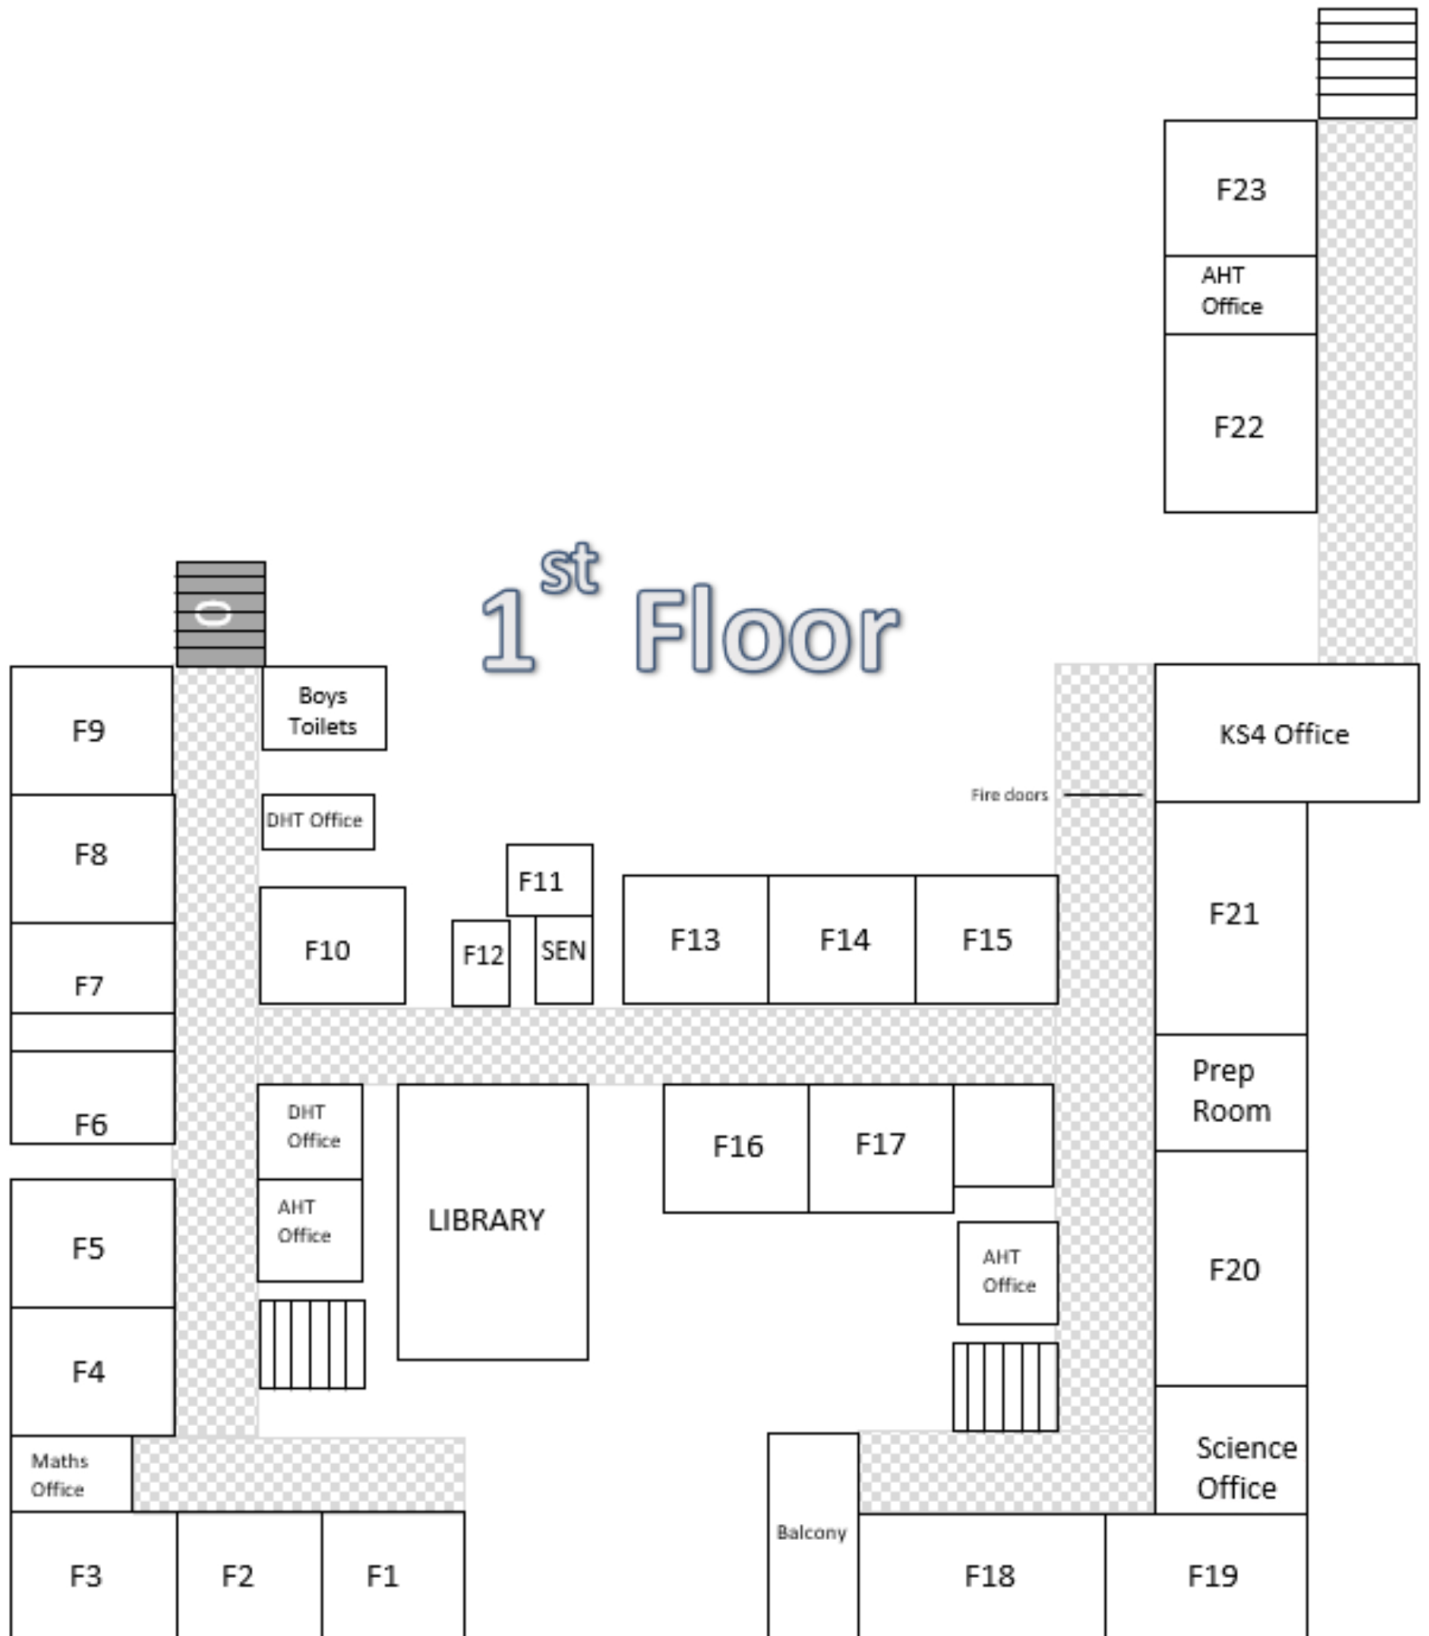 F23
AHT
Office
F22
1st Floor
0
F9
Boys
Toilets
KS4 Office
Fire doors
DHT Office
F8
F11
F21
F10
F12
SEN
F13
F14
F15
F7
Prep
Room
DHT
Office
F6
F16
F17
AHT
Office
LIBRARY
F5
AHT
Office
F20
F4
Maths
Office
Science
Office
Balcony
F3
F2
F1
F18
F19